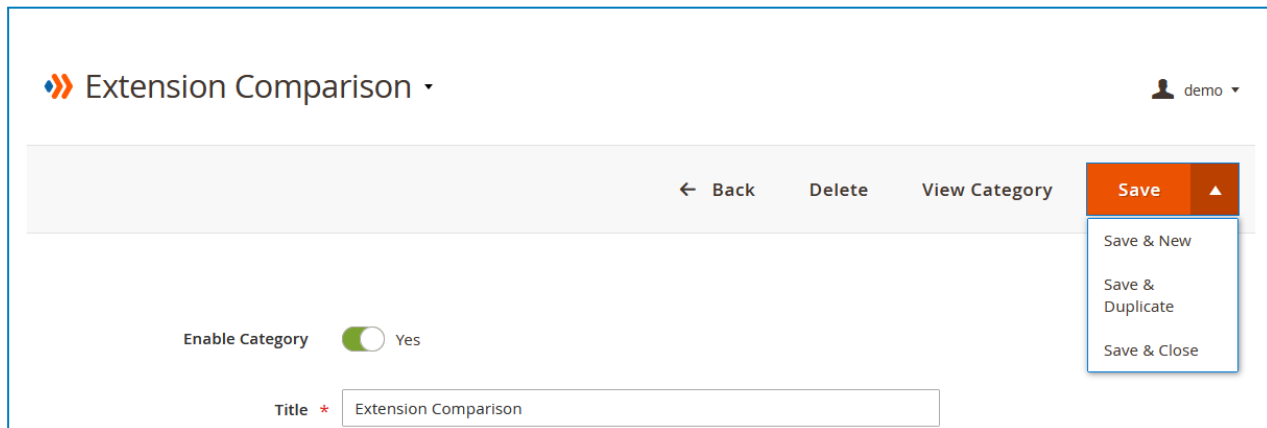 Extension Comparison
demo
← Back Delete View Category Save
Save & New
Save &
Duplicate
Save & Close
Enable Category Yes
Title * Extension Comparison